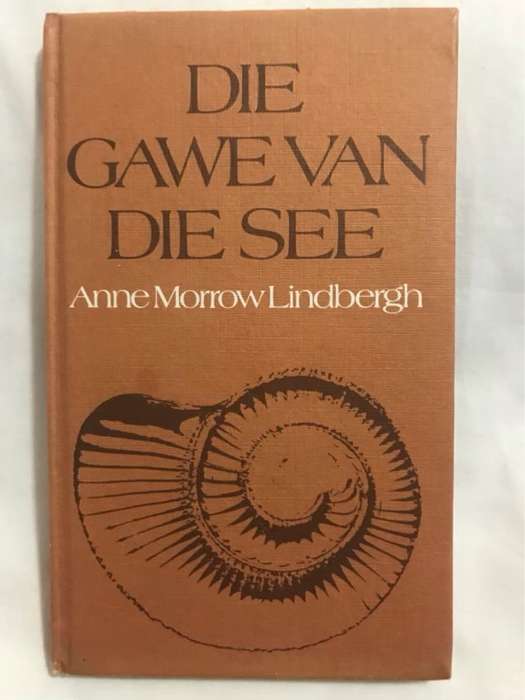 DIE
GAWE VAN
DIE SEE
Anne Morrow Lindbergh